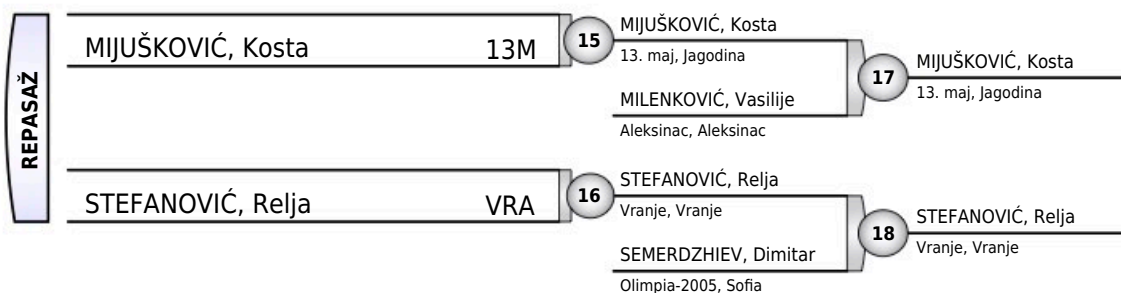 REPASAŽ
MIJUŠKOVIĆ, Kosta 13M
15
MIJUŠKOVIĆ, Kosta
13. maj, Jagodina
MILENKOVIĆ, Vasilije
Aleksinac, Aleksinac
17
MIJUŠKOVIĆ, Kosta
13. maj, Jagodina
STEFANOVIĆ, Relja VRA
16
STEFANOVIĆ, Relja
Vranje, Vranje
SEMERDZHIEV, Dimitar
Olimpia-2005, Sofia
18
STEFANOVIĆ, Relja
Vranje, Vranje